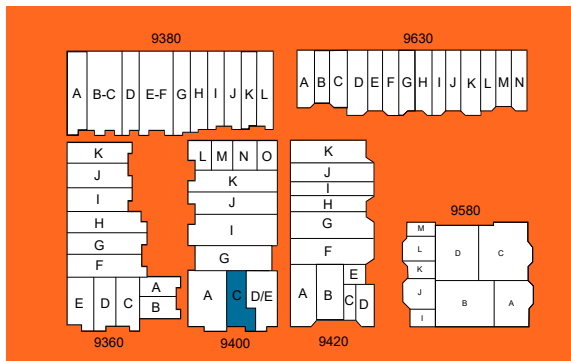 9380 9630
A B-C D E-F G H I J K L
A B C D E F G H I J K L M N
K
J
I
H
G
F
E D C
A
B
9360
L M N O
K
J
I
G
A C D/E
9400
K
J
I
H
G
F
E
A B C D
9420
9580
M
L
K
J
I
D C
B A